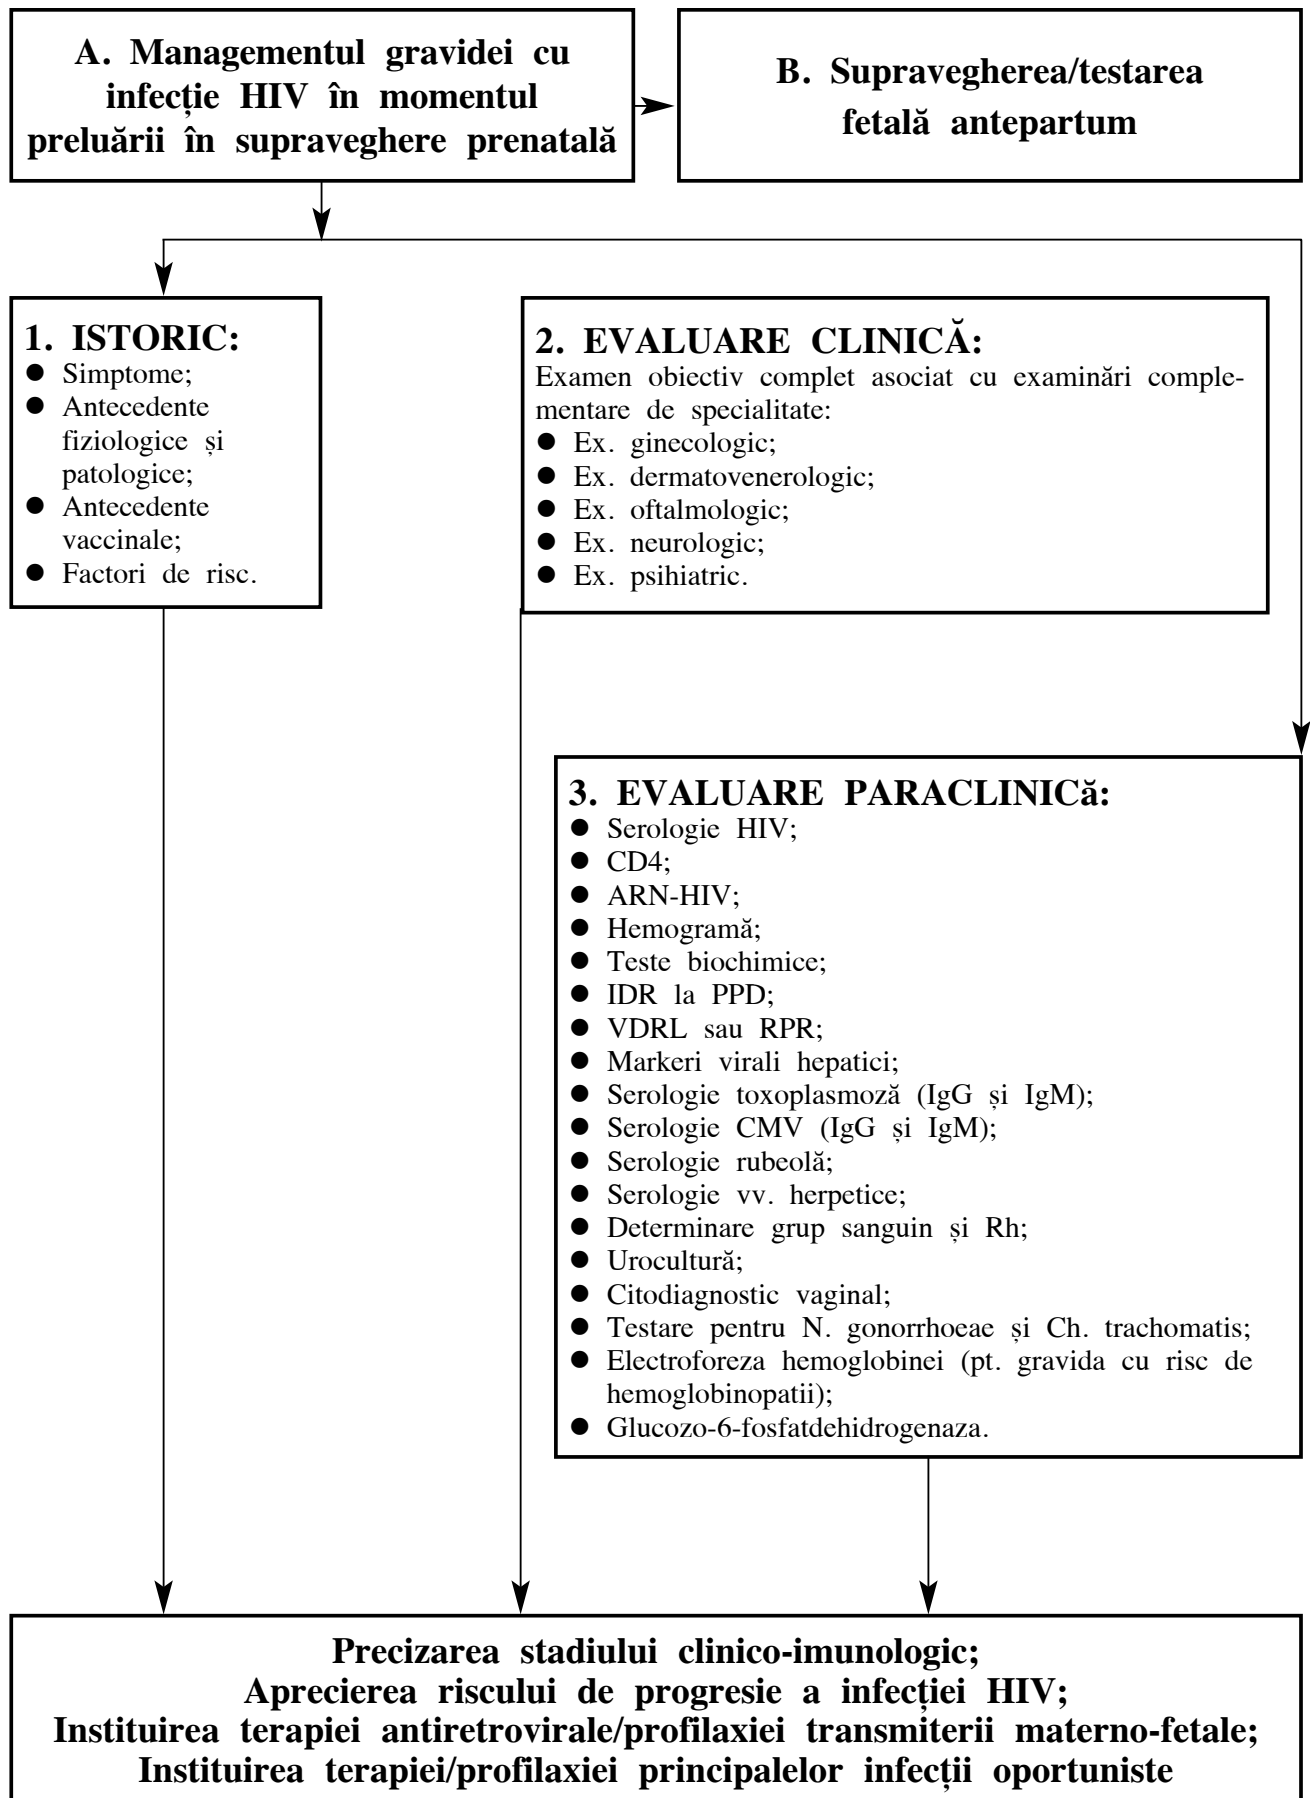 A. Managementul gravidei cu
infecție HIV în momentul
preluării în supraveghere prenatală
B. Supravegherea/testarea
fetală antepartum
1. ISTORIC:
● Simptome;
● Antecedente
fiziologice și
patologice;
● Antecedente
vaccinale;
● Factori de risc.
2. EVALUARE CLINICĂ:
Examen obiectiv complet asociat cu examinări comple-
mentare de specialitate:
● Ex. ginecologic;
● Ex. dermatovenerologic;
● Ex. oftalmologic;
● Ex. neurologic;
● Ex. psihiatric.
3. EVALUARE PARACLINICă:
● Serologie HIV;
● CD4;
● ARN-HIV;
● Hemogramă;
● Teste biochimice;
● IDR la PPD;
● VDRL sau RPR;
● Markeri virali hepatici;
● Serologie toxoplasmoză (IgG și IgM);
● Serologie CMV (IgG și IgM);
● Serologie rubeolă;
● Serologie vv. herpetice;
● Determinare grup sanguin și Rh;
● Urocultură;
● Citodiagnostic vaginal;
● Testare pentru N. gonorrhoeae și Ch. trachomatis;
● Electroforeza hemoglobinei (pt. gravida cu risc de
hemoglobinopatii);
● Glucozo-6-fosfatdehidrogenaza.
Precizarea stadiului clinico-imunologic;
Aprecierea riscului de progresie a infecției HIV;
Instituirea terapiei antiretrovirale/profilaxiei transmiterii materno-fetale;
Instituirea terapiei/profilaxiei principalelor infecții oportuniste